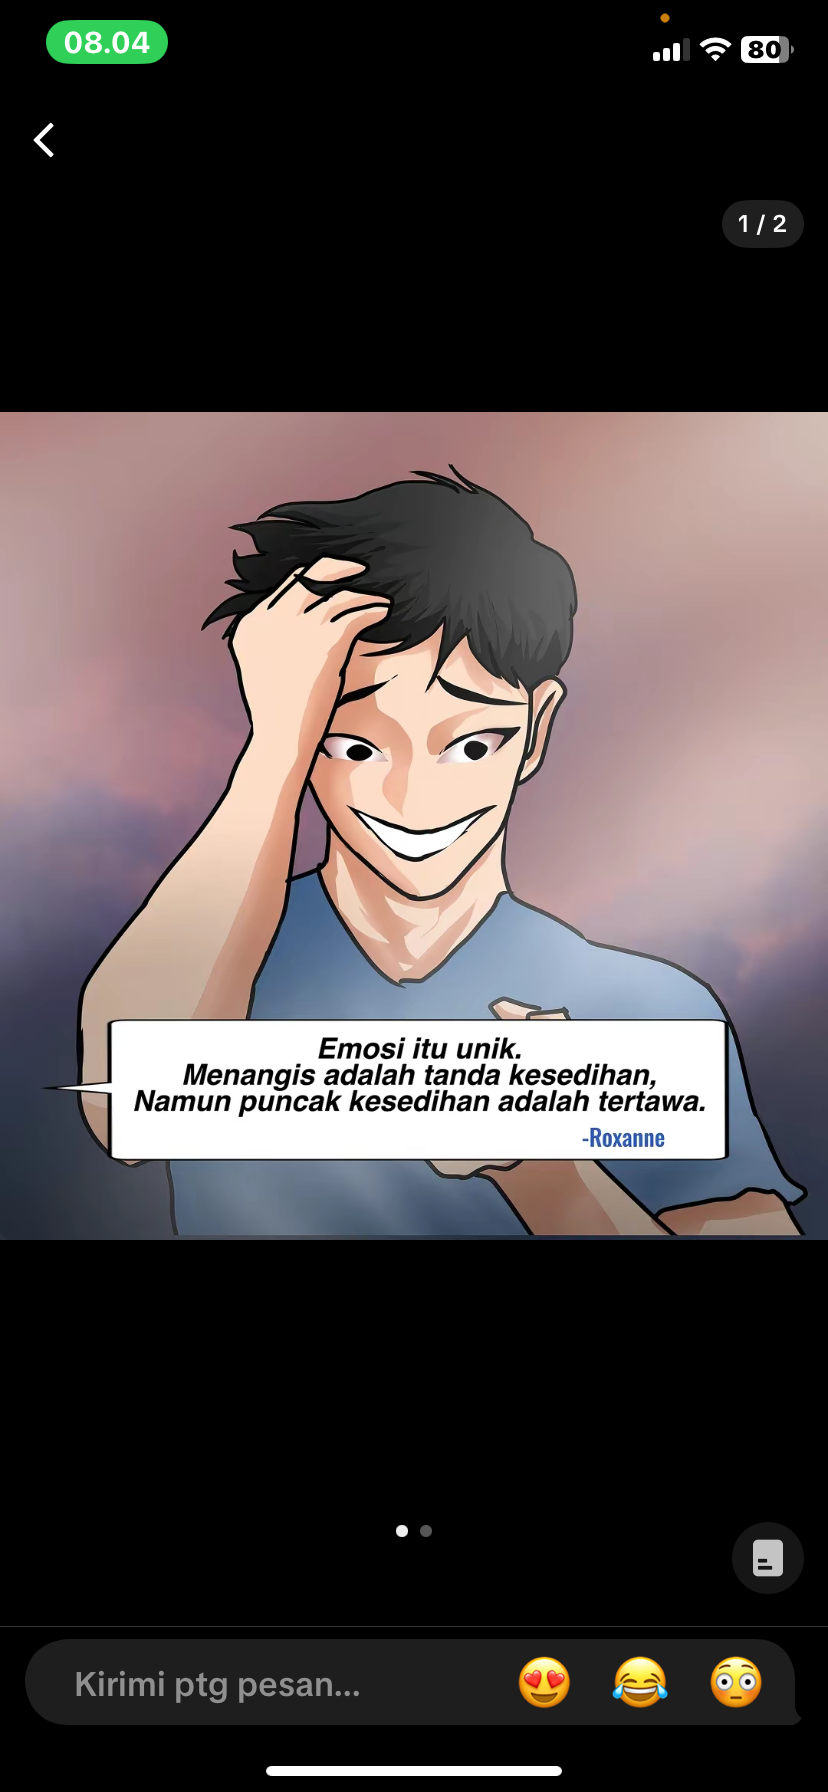 08.04
80
1 / 2
Emosi itu unik.
Menangis adalah tanda kesedihan,
Namun puncak kesedihan adalah tertawa.
-Roxanne
Kirimi ptg pesan...